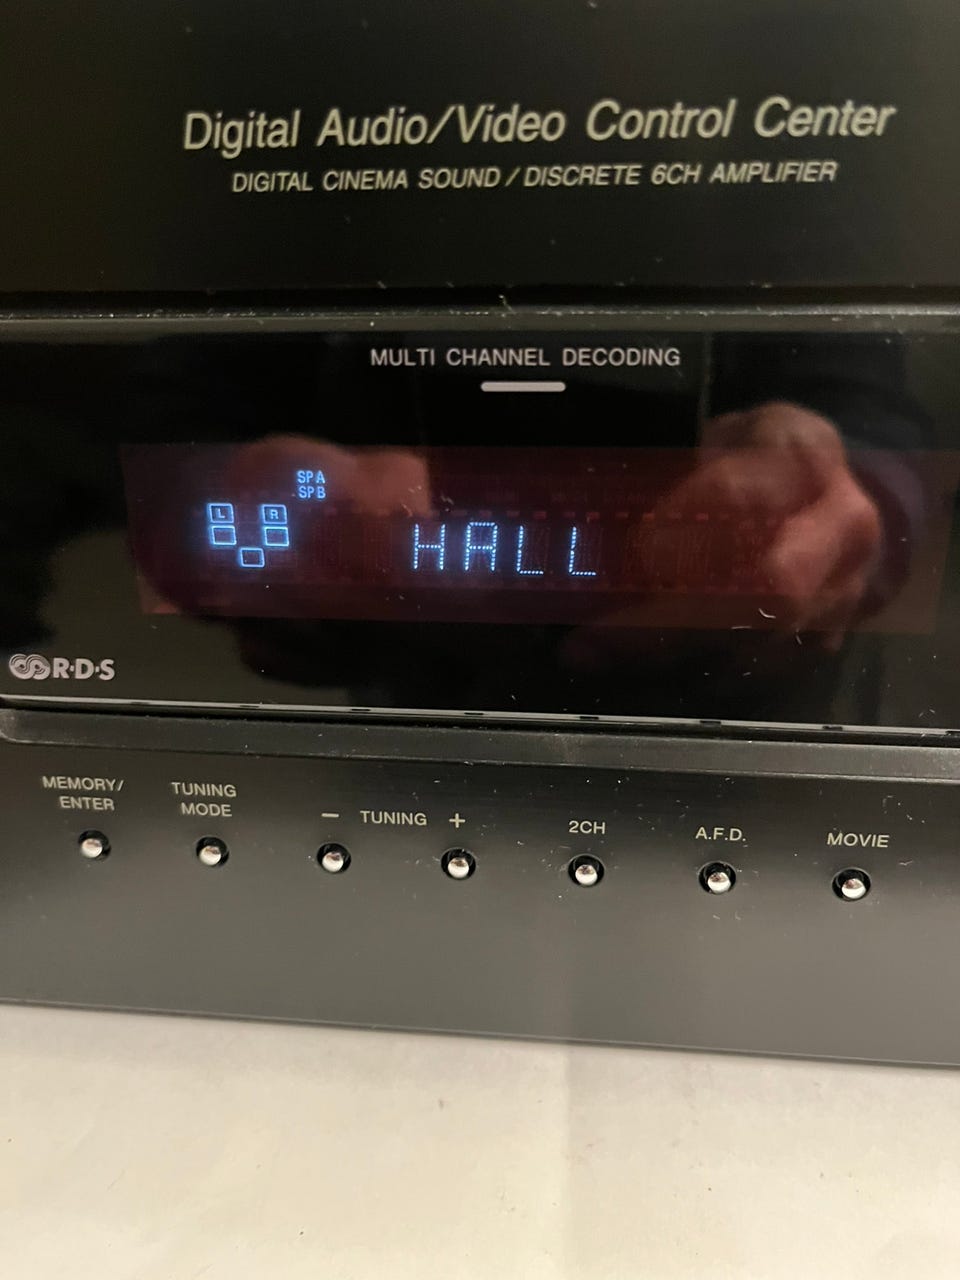 Digital Audio/Video Control Center
DIGITAL CINEMA SOUND / DISCRETE 6CH AMPLIFIER
MULTI CHANNEL DECODING
SP A
SP B
L R
HALL
R·D·S
MEMORY/
ENTER
TUNING
MODE
− TUNING +
2CH
A.F.D.
MOVIE